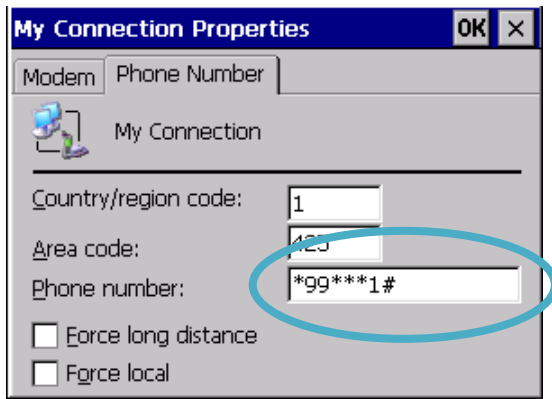 My Connection Properties OK ×
Modem Phone Number
My Connection
Country/region code: 1
Area code: 425
Phone number: *99***1#
Force long distance
Force local